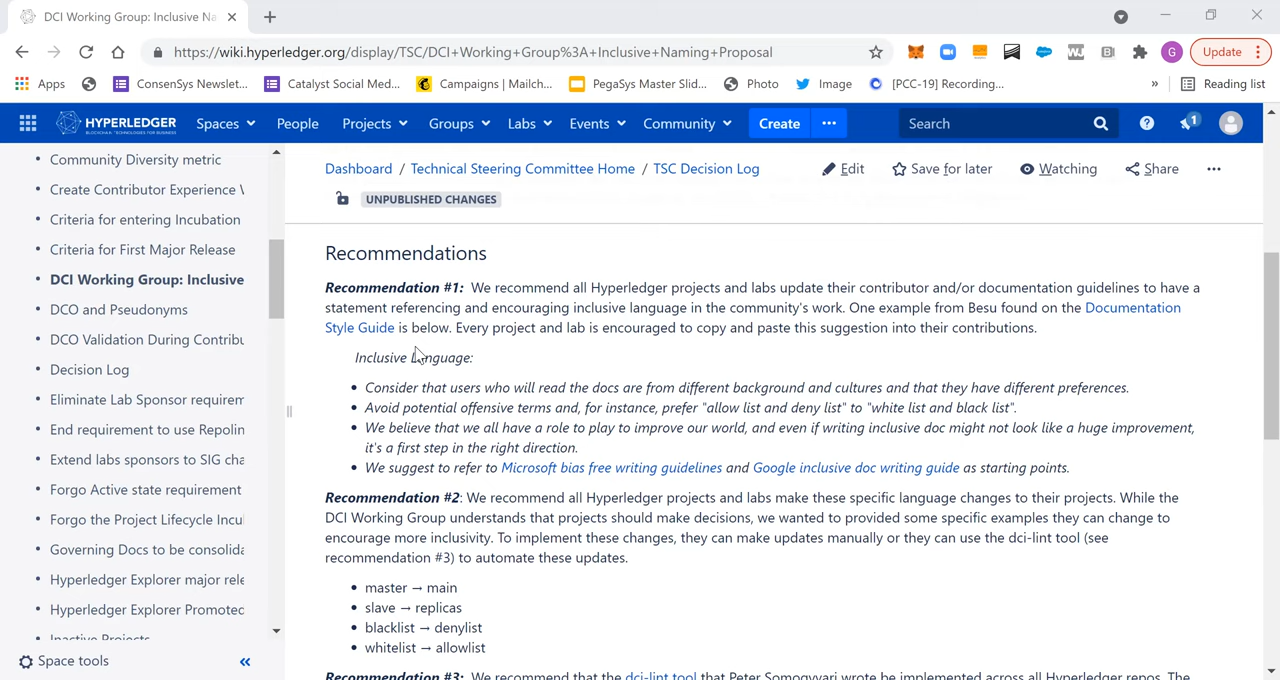 DCI Working Group: Inclusive Na
https://wiki.hyperledger.org/display/TSC/DCI+Working+Group%3A+Inclusive+Naming+Proposal
G
Update
Apps
ConsenSys Newslet...
Catalyst Social Med...
Campaigns | Mailch...
PegaSys Master Slid...
Photo
Image
[PCC-19] Recording...
»
Reading list
HYPERLEDGER
Spaces
People
Projects
Groups
Labs
Events
Community
Create
Search
1
Community Diversity metric
Create Contributor Experience
Criteria for entering Incubation
Criteria for First Major Release
DCI Working Group: Inclusive
DCO and Pseudonyms
DCO Validation During Contribu
Decision Log
Eliminate Lab Sponsor requirem
End requirement to use Repolin
Extend labs sponsors to SIG cha
Forgo Active state requirement
Forgo the Project Lifecycle Incu
Governing Docs to be consolida
Hyperledger Explorer major rele
Hyperledger Explorer Promoted
Inactive Projects
Space tools
«
Dashboard / Technical Steering Committee Home / TSC Decision Log
Edit
Save for later
Watching
Share
UNPUBLISHED CHANGES
Recommendations
Recommendation #1: We recommend all Hyperledger projects and labs update their contributor and/or documentation guidelines to have a
statement referencing and encouraging inclusive language in the community's work. One example from Besu found on the Documentation
Style Guide is below. Every project and lab is encouraged to copy and paste this suggestion into their contributions.
Inclusive Language:
• Consider that users who will read the docs are from different background and cultures and that they have different preferences.
• Avoid potential offensive terms and, for instance, prefer "allow list and deny list" to "white list and black list".
• We believe that we all have a role to play to improve our world, and even if writing inclusive doc might not look like a huge improvement,
it's a first step in the right direction.
• We suggest to refer to Microsoft bias free writing guidelines and Google inclusive doc writing guide as starting points.
Recommendation #2: We recommend all Hyperledger projects and labs make these specific language changes to their projects. While the
DCI Working Group understands that projects should make decisions, we wanted to provided some specific examples they can change to
encourage more inclusivity. To implement these changes, they can make updates manually or they can use the dci-lint tool (see
recommendation #3) to automate these updates.
• master → main
• slave → replicas
• blacklist → denylist
• whitelist → allowlist
Recommendation #3: We recommend that the dci-lint tool that Peter Somogyvari wrote be implemented across all Hyperledger repos. The